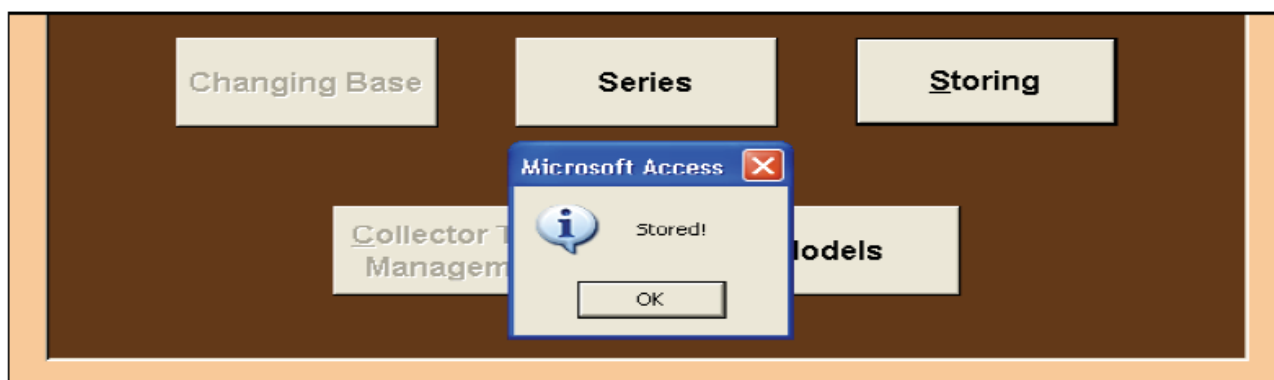 Changing Base
Series
Storing
Microsoft Access
Stored!
OK
Collector
Managem
lodels